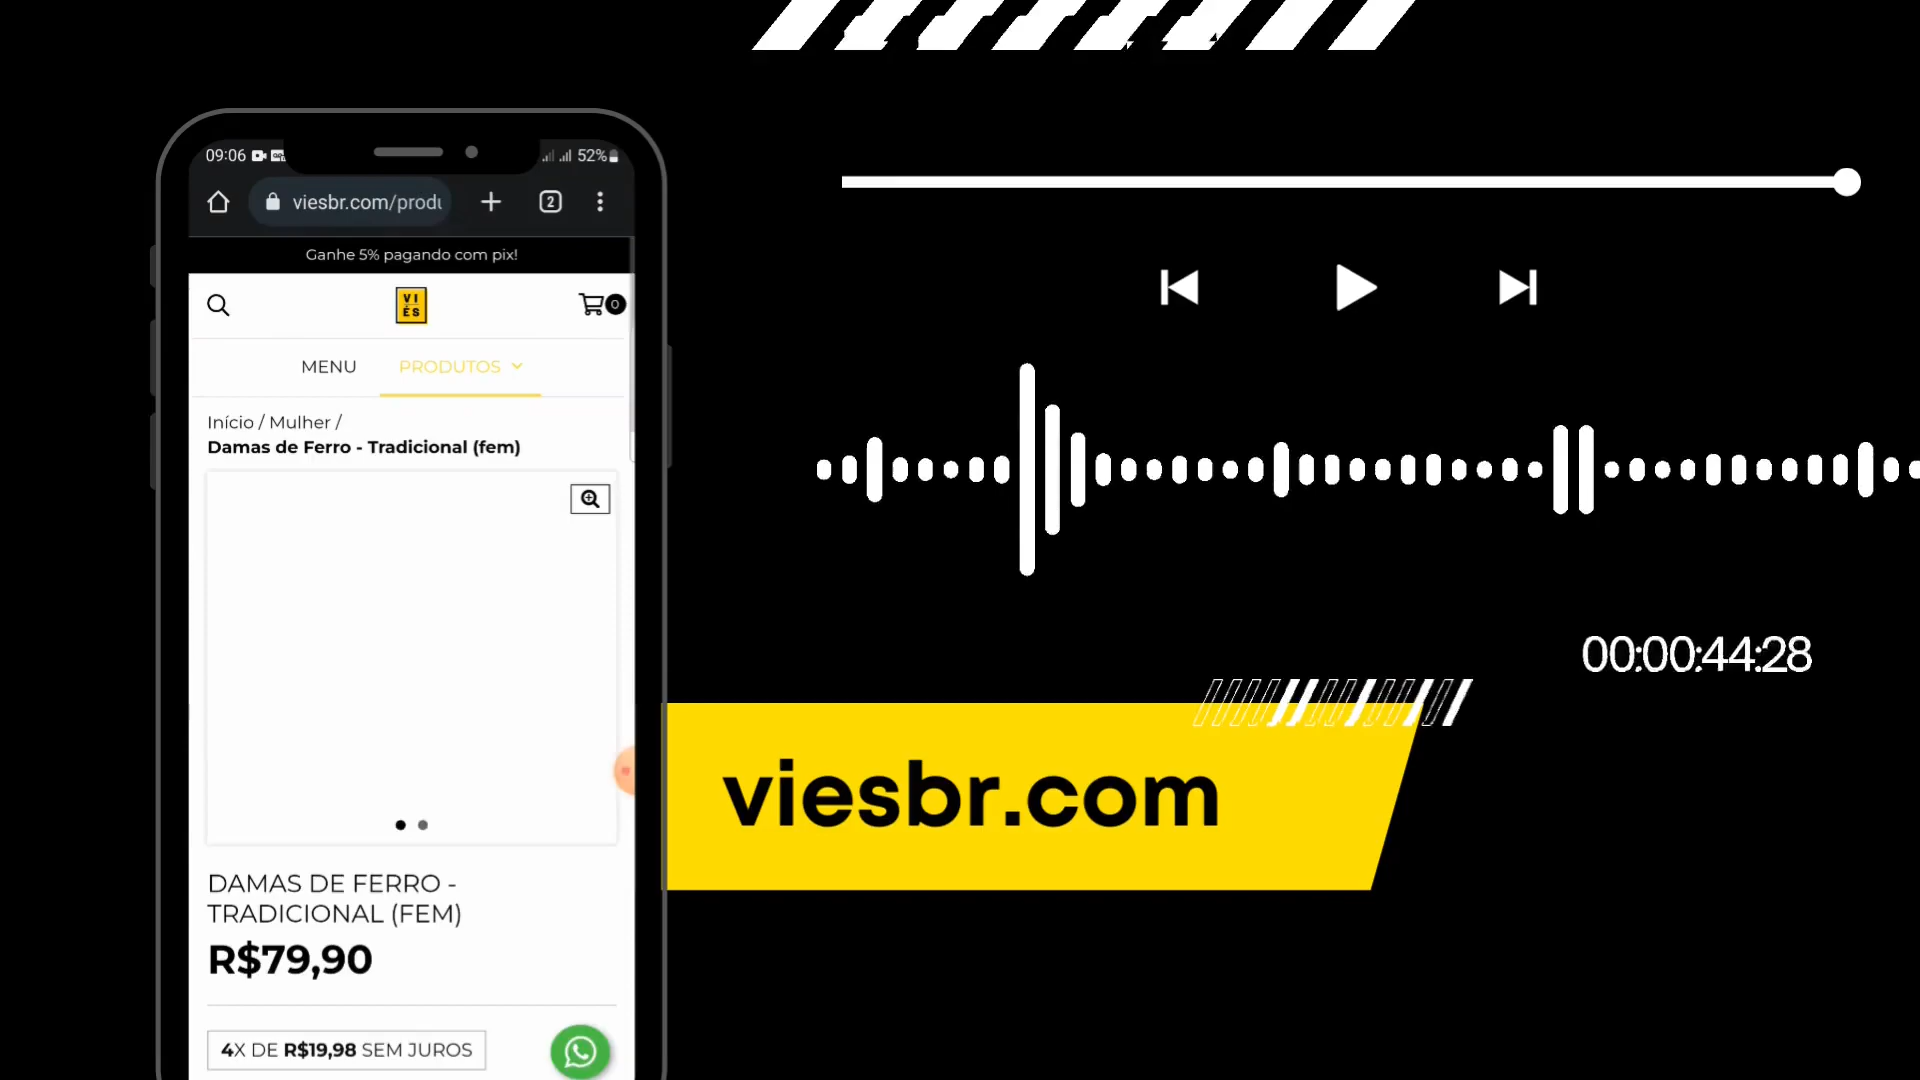 09:06
52%
viesbr.com/produ
2
Ganhe 5% pagando com pix!
VI
ÉS
0
MENU PRODUTOS
Início / Mulher /
Damas de Ferro - Tradicional (fem)
DAMAS DE FERRO -
TRADICIONAL (FEM)
R$79,90
4X DE R$19,98 SEM JUROS
00:00:44:28
viesbr.com